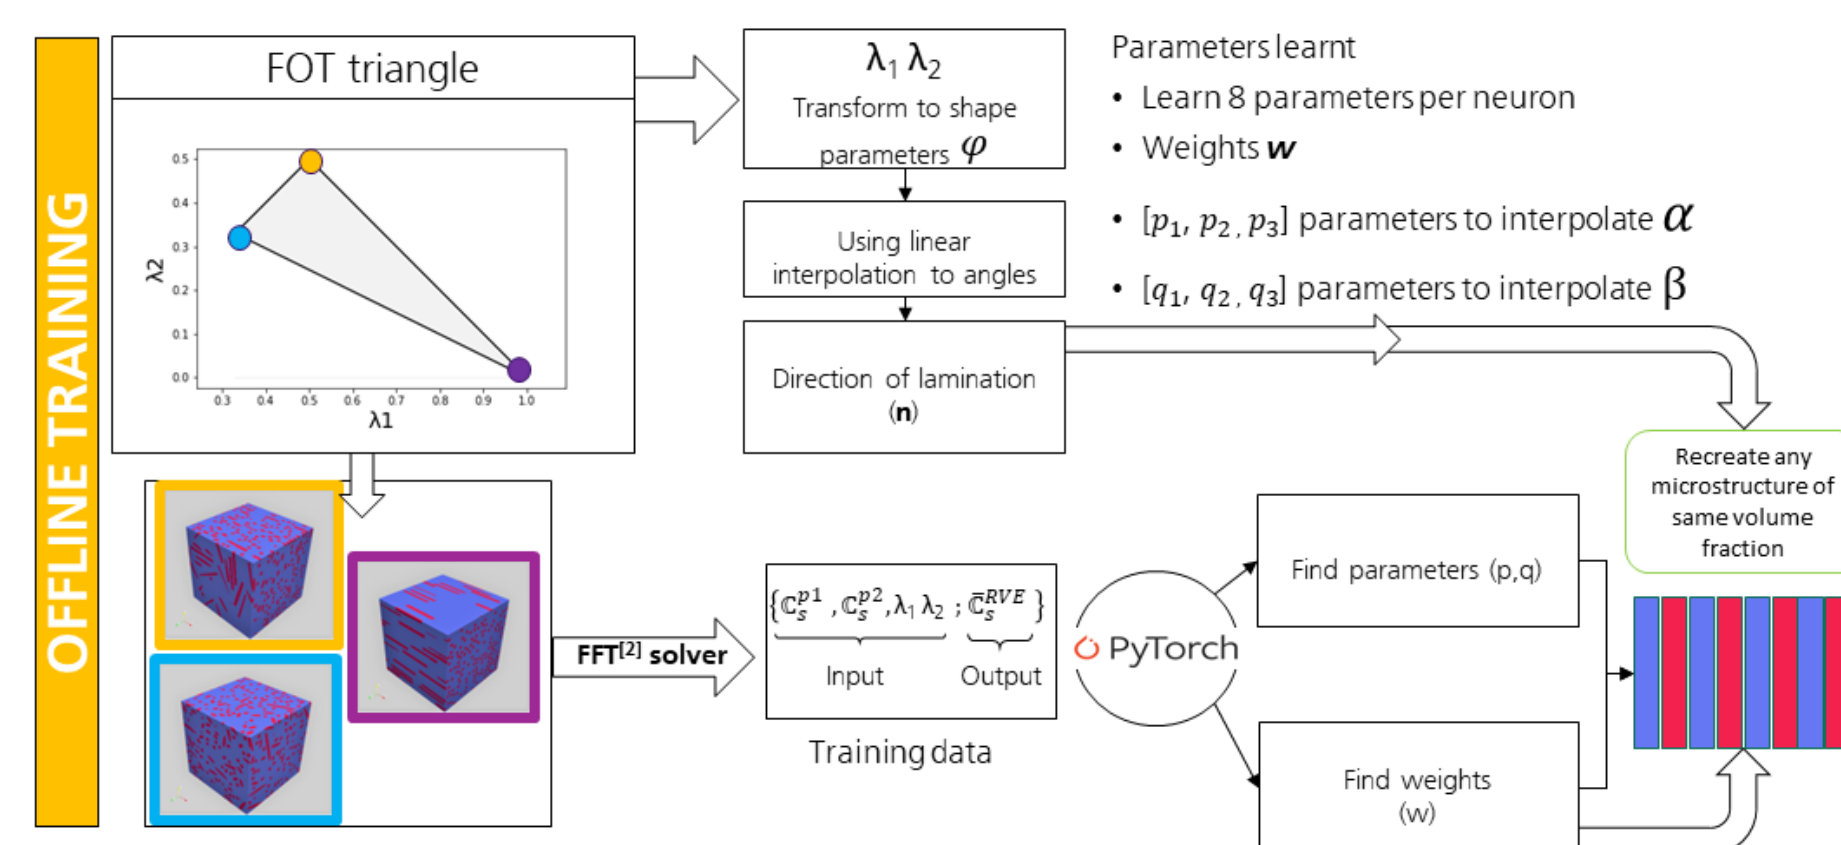 OFFLINE TRAINING
FOT triangle
0.5
0.4
0.3
0.2
0.1
0.0
λ2
0.3 0.4 0.5 0.6 0.7 0.8 0.9 1.0
λ1
λ₁ λ₂
Transform to shape
parameters φ
Using linear
interpolation to angles
Direction of lamination
(n)
Parameters learnt
• Learn 8 parameters per neuron
• Weights w
• [p₁, p₂ , p₃] parameters to interpolate α
• [q₁, q₂ , q₃] parameters to interpolate β
Recreate any
microstructure of
same volume
fraction
FFT[2] solver
{ℂₛᵖ¹ , ℂₛᵖ², λ₁ λ₂ ; ℂ̄ₛᴿⱽᴱ }
Input Output
Training data
PyTorch
Find parameters (p,q)
Find weights
(w)